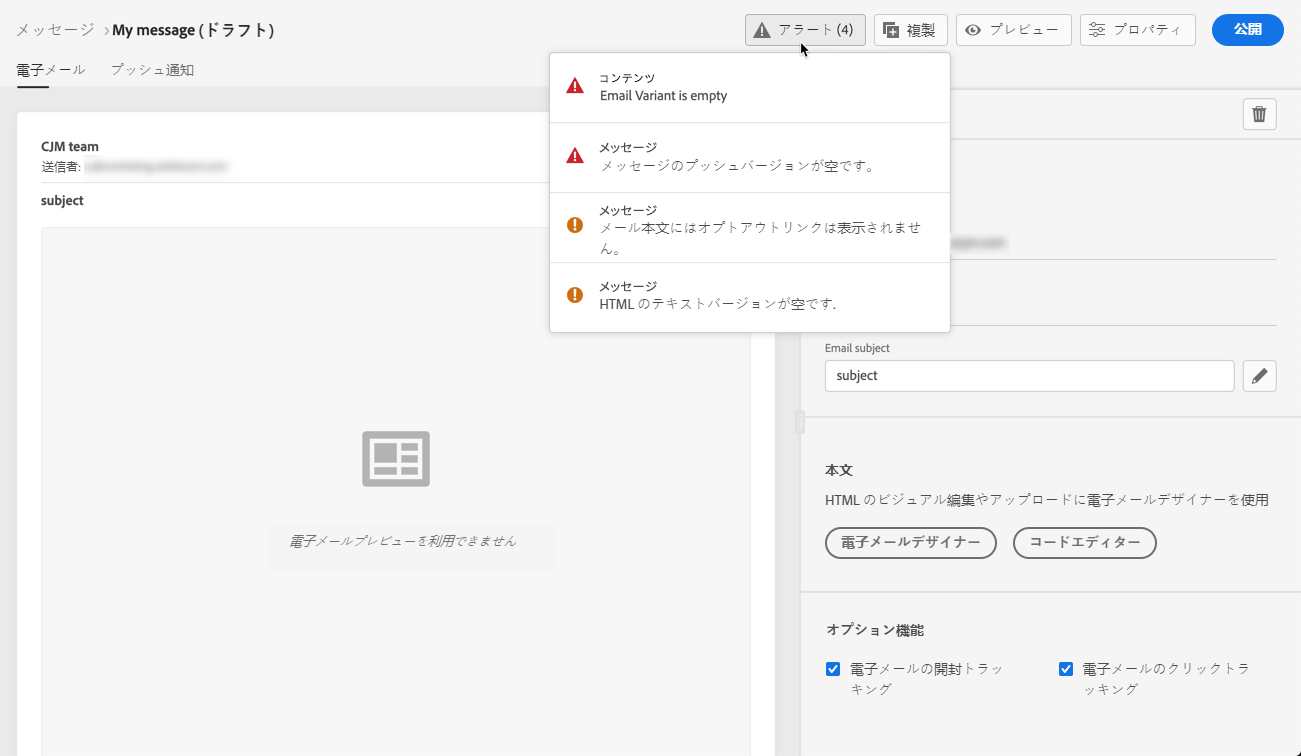 メッセージ > My message (ドラフト)
アラート (4)
複製
プレビュー
プロパティ
公開
電子メール
プッシュ通知
コンテンツ
Email Variant is empty
メッセージ
メッセージのプッシュバージョンが空です。
メッセージ
メール本文にはオプトアウトリンクは表示されませ
ん。
メッセージ
HTML のテキストバージョンが空です.
CJM team
送信者:
subject
電子メールプレビューを利用できません
Email subject
subject
本文
HTML のビジュアル編集やアップロードに電子メールデザイナーを使用
電子メールデザイナー
コードエディター
オプション機能
電子メールの開封トラッ
キング
電子メールのクリックトラ
ッキング